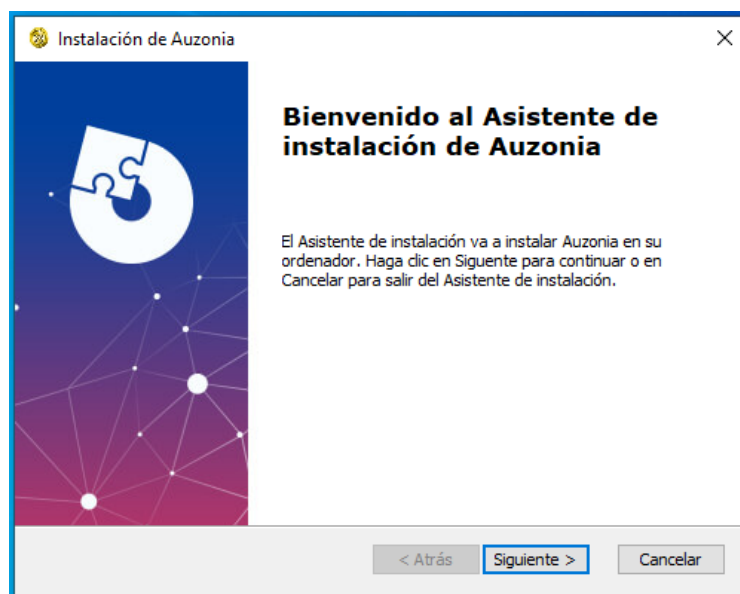 Instalación de Auzonia
Bienvenido al Asistente de
instalación de Auzonia
El Asistente de instalación va a instalar Auzonia en su
ordenador. Haga clic en Siguente para continuar o en
Cancelar para salir del Asistente de instalación.
< Atrás Siguiente > Cancelar